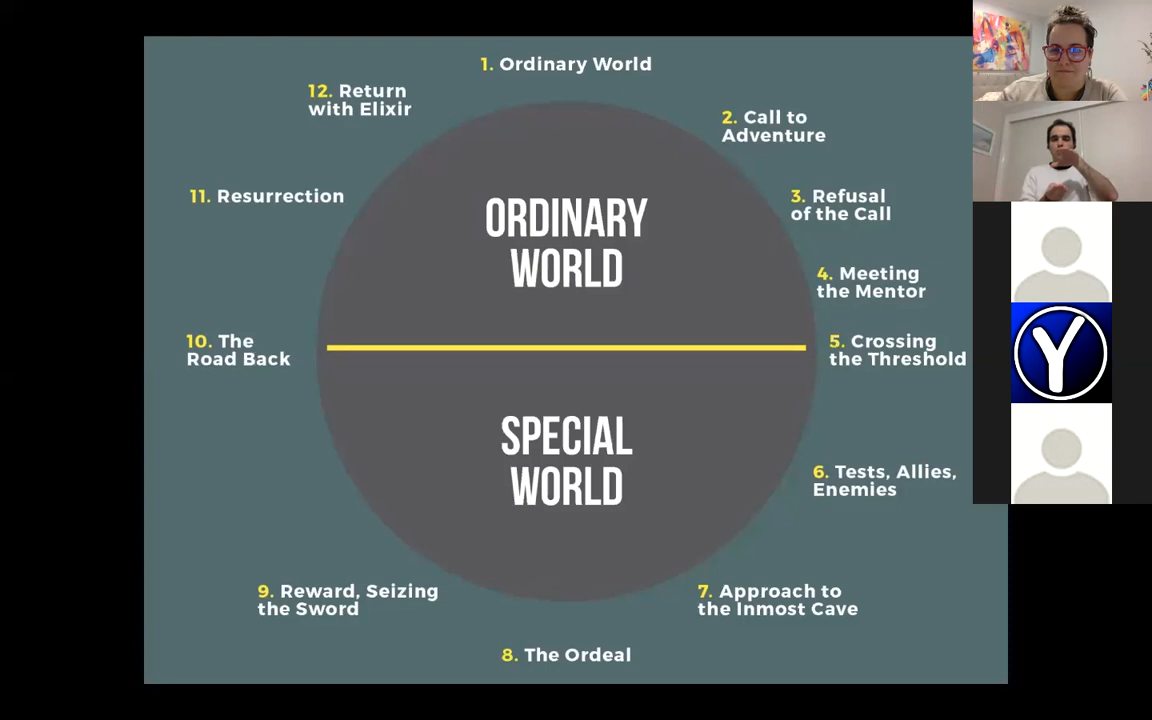 1. Ordinary World
2. Call to
Adventure
3. Refusal
of the Call
4. Meeting
the Mentor
5. Crossing
the Threshold
6. Tests, Allies,
Enemies
7. Approach to
the Inmost Cave
8. The Ordeal
9. Reward, Seizing
the Sword
10. The
Road Back
11. Resurrection
12. Return
with Elixir
ORDINARY
WORLD
SPECIAL
WORLD
Y